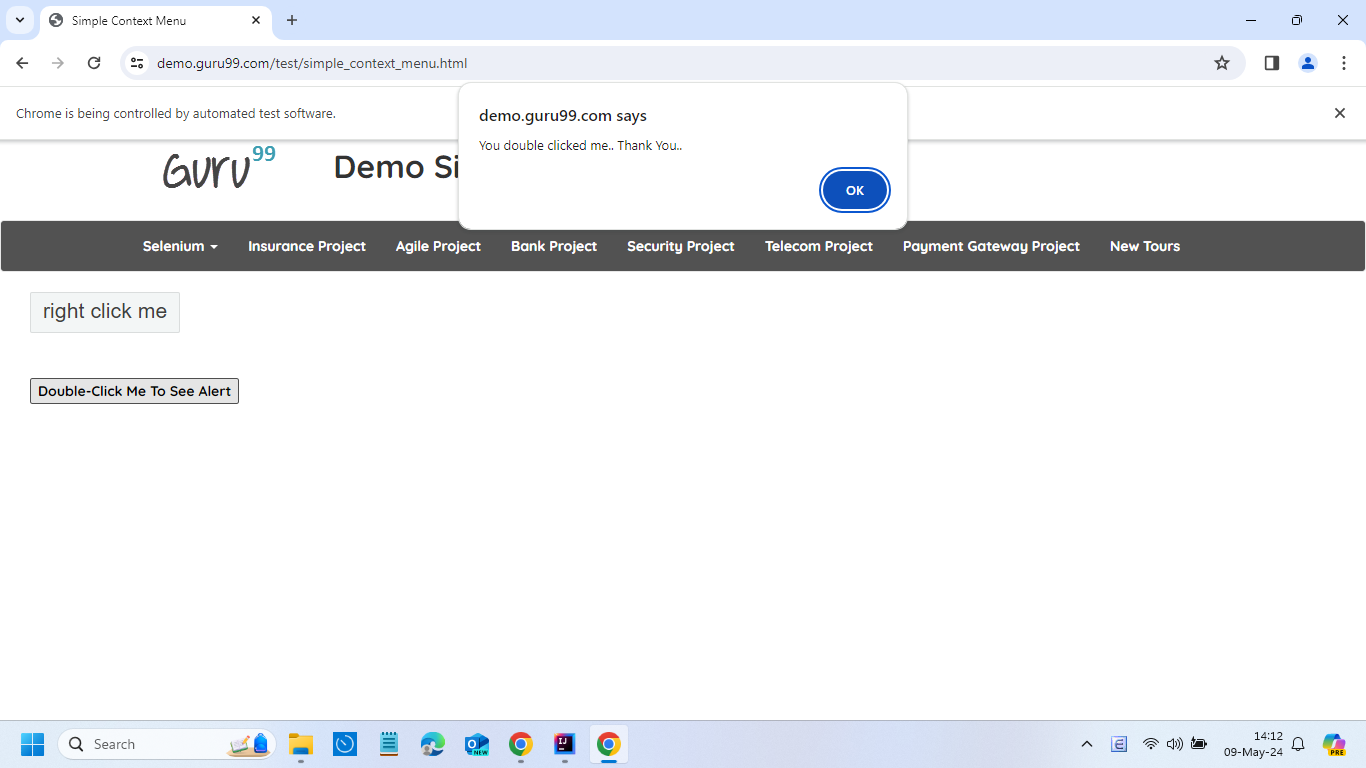 Simple Context Menu
demo.guru99.com/test/simple_context_menu.html
Chrome is being controlled by automated test software.
demo.guru99.com says
You double clicked me.. Thank You..
OK
Guru99
Demo Si
Selenium
Insurance Project
Agile Project
Bank Project
Security Project
Telecom Project
Payment Gateway Project
New Tours
right click me
Double-Click Me To See Alert
Search
NEW
IJ
14:12
09-May-24
PRE